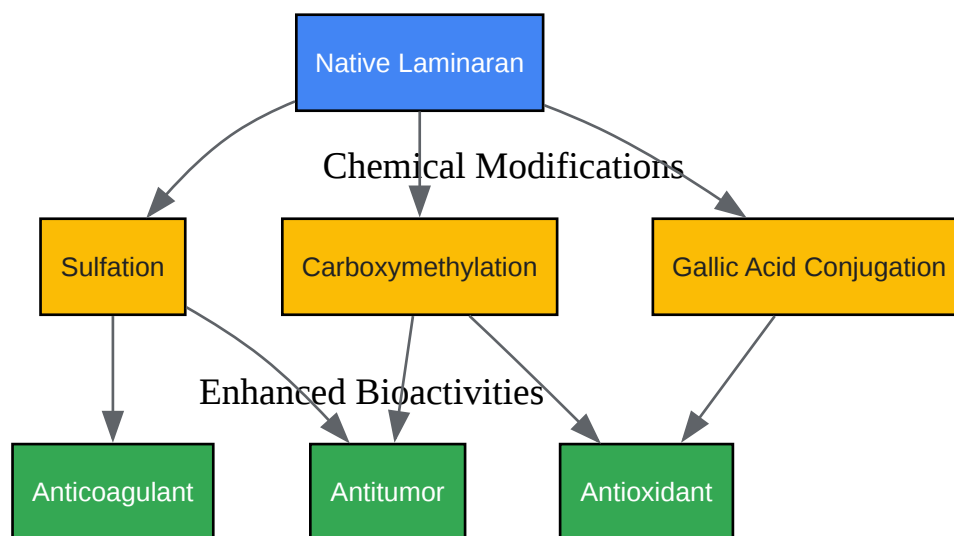 Native Laminaran
Chemical Modifications
Sulfation
Carboxymethylation
Gallic Acid Conjugation
Enhanced Bioactivities
Anticoagulant
Antitumor
Antioxidant